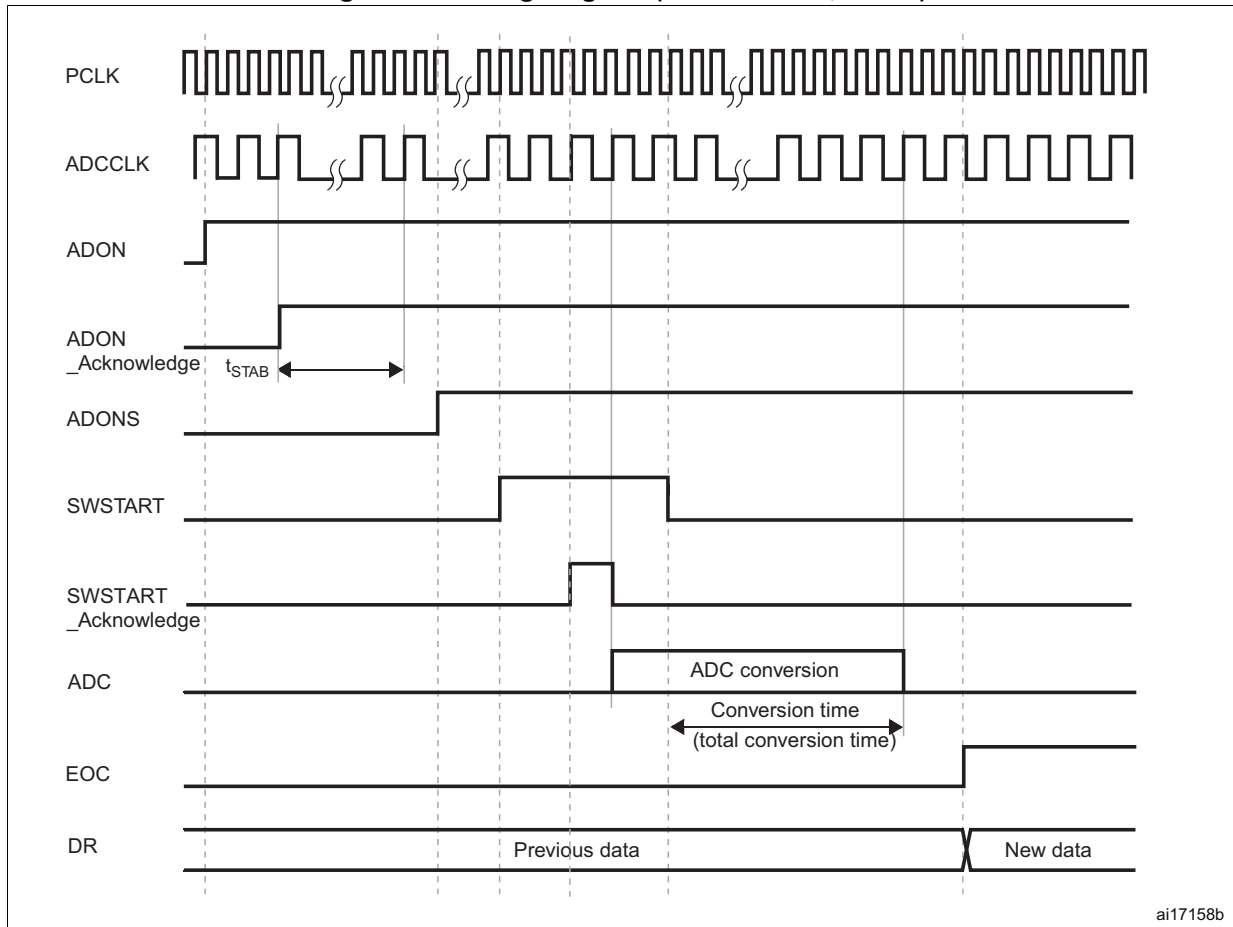 PCLK
ADCCLK
ADON
ADON
_Acknowledge
tSTAB
ADONS
SWSTART
SWSTART
_Acknowledge
ADC
ADC conversion
Conversion time
(total conversion time)
EOC
DR
Previous data
New data
ai17158b